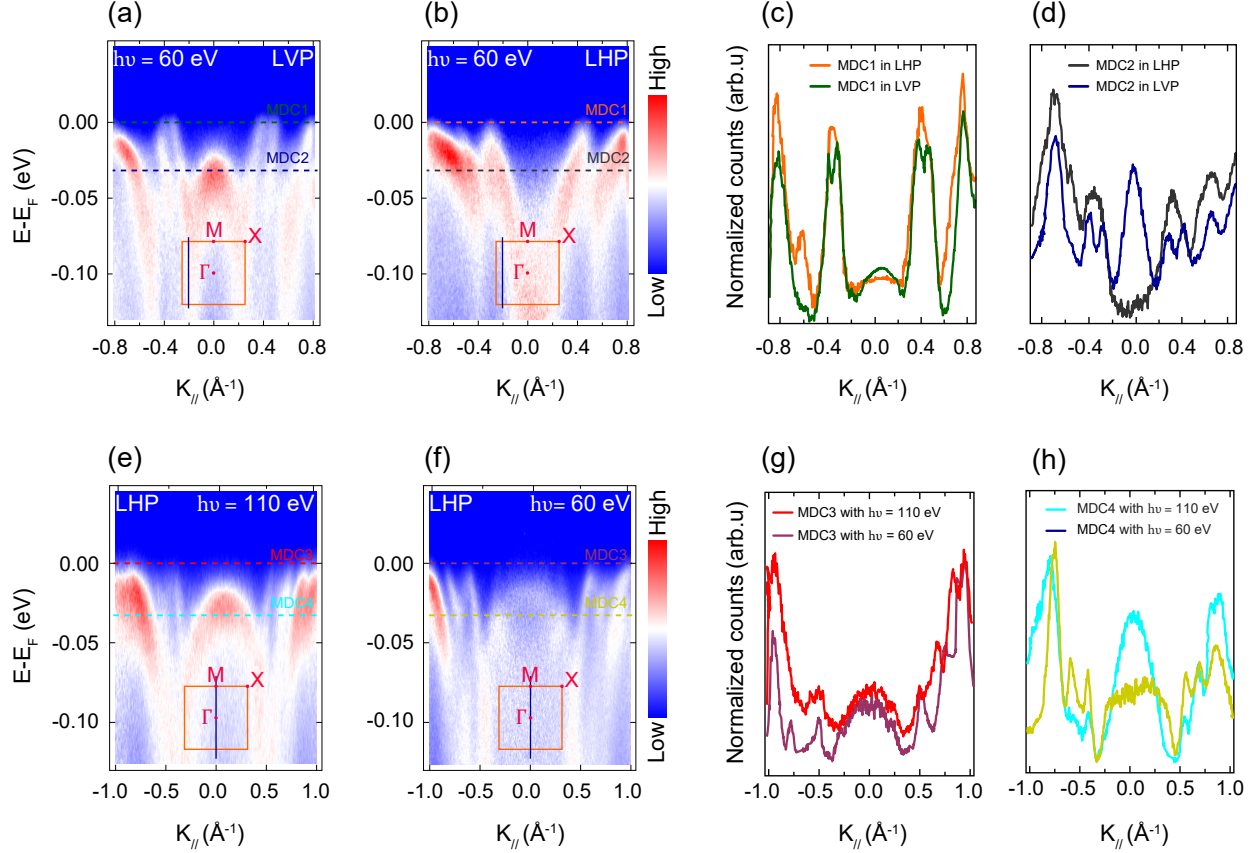 (a)
(b)
(c)
(d)
hυ = 60 eV LVP
MDC1
MDC2
M
X
Γ
0.00
-0.05
-0.10
E-E_F (eV)
-0.8 -0.4 0.0 0.4 0.8
K_// (Å⁻¹)
hυ = 60 eV LHP
MDC1
MDC2
M
X
Γ
-0.8 -0.4 0.0 0.4 0.8
K_// (Å⁻¹)
High
Low
Normalized counts (arb.u)
MDC1 in LHP
MDC1 in LVP
-0.8 -0.4 0.0 0.4 0.8
K_// (Å⁻¹)
MDC2 in LHP
MDC2 in LVP
-0.8 -0.4 0.0 0.4 0.8
K_// (Å⁻¹)
(e)
(f)
(g)
(h)
LHP hυ = 110 eV
MDC3
MDC4
M
X
Γ
0.00
-0.05
-0.10
E-E_F (eV)
-1.0 -0.5 0.0 0.5 1.0
K_// (Å⁻¹)
LHP hυ= 60 eV
MDC3
MDC4
M
X
Γ
-1.0 -0.5 0.0 0.5 1.0
K_// (Å⁻¹)
High
Low
Normalized counts (arb.u)
MDC3 with hυ = 110 eV
MDC3 with hυ = 60 eV
-1.0 -0.5 0.0 0.5 1.0
K_// (Å⁻¹)
MDC4 with hυ = 110 eV
MDC4 with hυ = 60 eV
-1.0 -0.5 0.0 0.5 1.0
K_// (Å⁻¹)